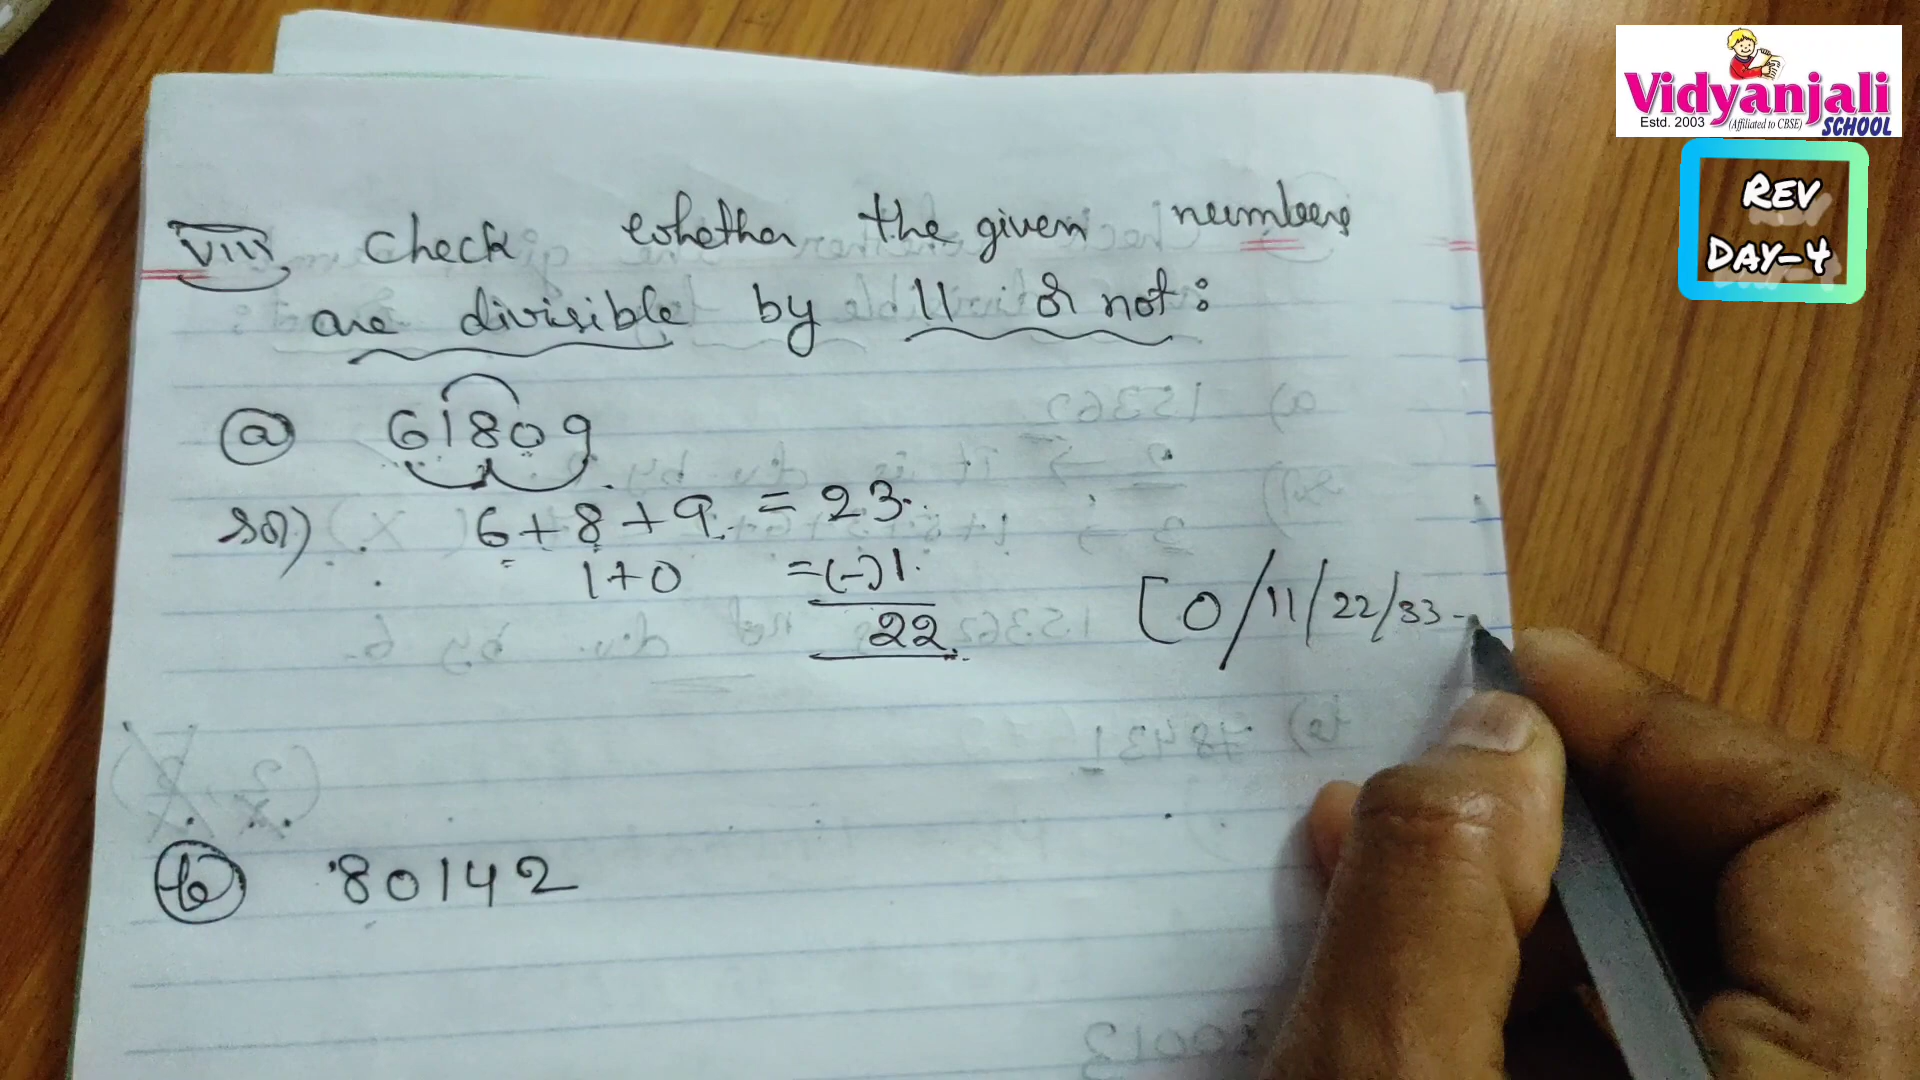 Vidyanjali
Estd. 2003 (Affiliated to CBSE) SCHOOL
REV
DAY-4
VIII check whether the given numbers
are divisible by 11 or not:
(a) 61809
Sol) 6+8+9 = 23
1+0 =(-)1
22
[0/11/22/33-
(b) 80142